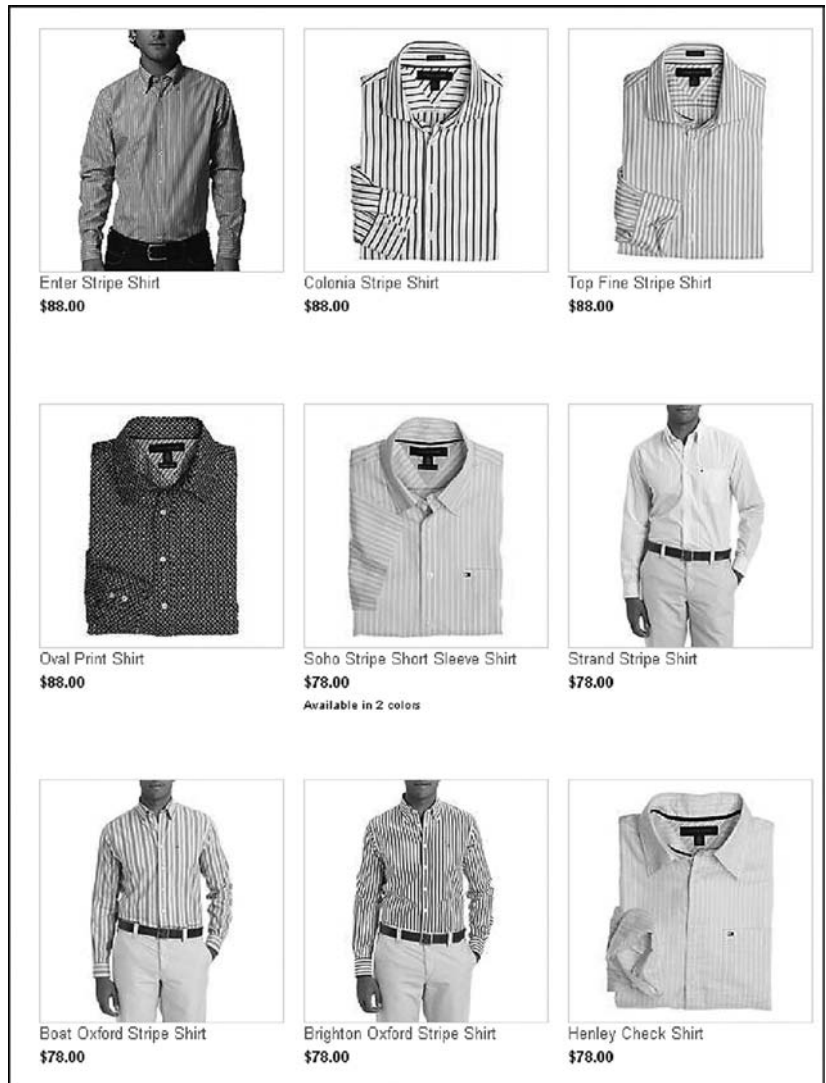 Enter Stripe Shirt
$88.00
Colonia Stripe Shirt
$88.00
Top Fine Stripe Shirt
$88.00
Oval Print Shirt
$88.00
Soho Stripe Short Sleeve Shirt
$78.00
Available in 2 colors
Strand Stripe Shirt
$78.00
Boat Oxford Stripe Shirt
$78.00
Brighton Oxford Stripe Shirt
$78.00
Henley Check Shirt
$78.00